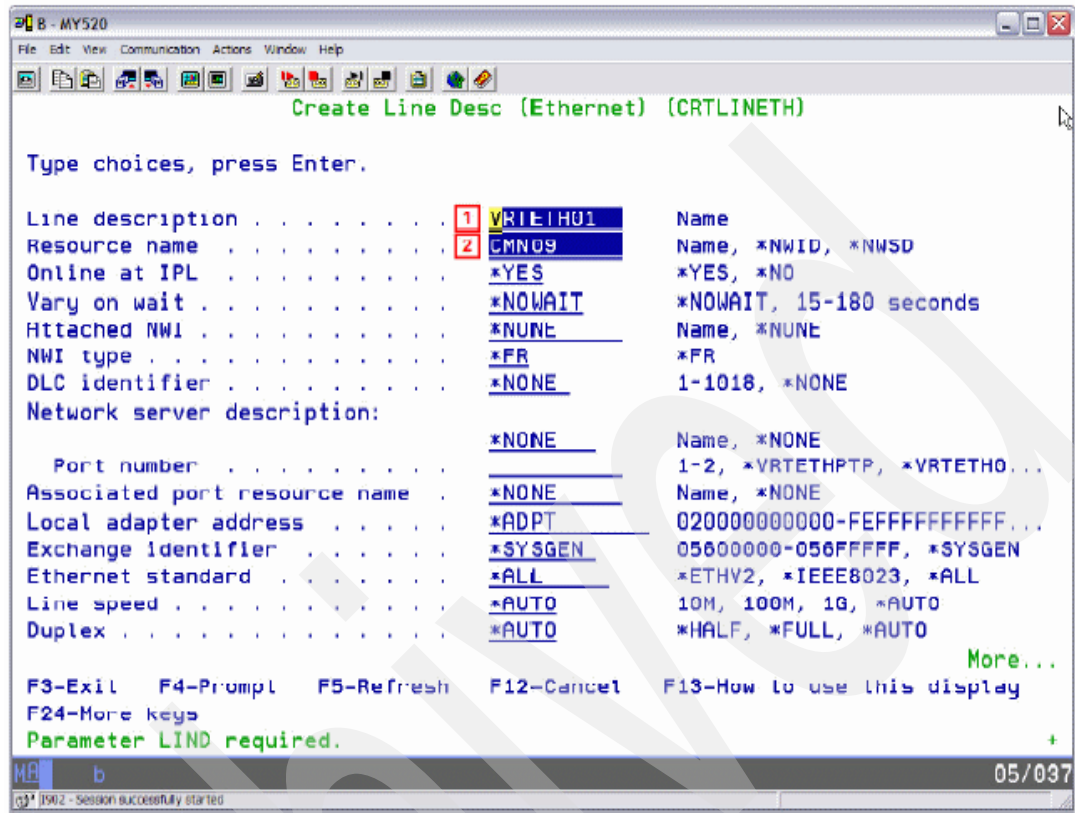 B - MY520
File Edit View Communication Actions Window Help
Create Line Desc (Ethernet) (CRTLINETH)
Type choices, press Enter.
Line description . . . . . . . . 1 VRTETH01 Name
Resource name . . . . . . . . . 2 CMN09 Name, *NWID, *NWSD
Online at IPL . . . . . . . . . *YES *YES, *NO
Vary on wait . . . . . . . . . . *NOWAIT *NOWAIT, 15-180 seconds
Attached NWI . . . . . . . . . . *NONE Name, *NONE
NWI type . . . . . . . . . . . . *FR *FR
DLC identifier . . . . . . . . . *NONE 1-1018, *NONE
Network server description:
*NONE Name, *NONE
Port number . . . . . . . . . 1-2, *VRTETHPTP, *VRTETH0...
Associated port resource name . *NONE Name, *NONE
Local adapter address . . . . . *ADPT 020000000000-FEFFFFFFFFFF...
Exchange identifier . . . . . . *SYSGEN 05600000-056FFFFF, *SYSGEN
Ethernet standard . . . . . . . *ALL *ETHV2, *IEEE8023, *ALL
Line speed . . . . . . . . . . . *AUTO 10M, 100M, 1G, *AUTO
Duplex . . . . . . . . . . . . . *AUTO *HALF, *FULL, *AUTO
More...
F3=Exit F4=Prompt F5=Refresh F12=Cancel F13=How to use this display
F24=More keys
Parameter LIND required. +
MA b 05/037
I902 - Session successfully started